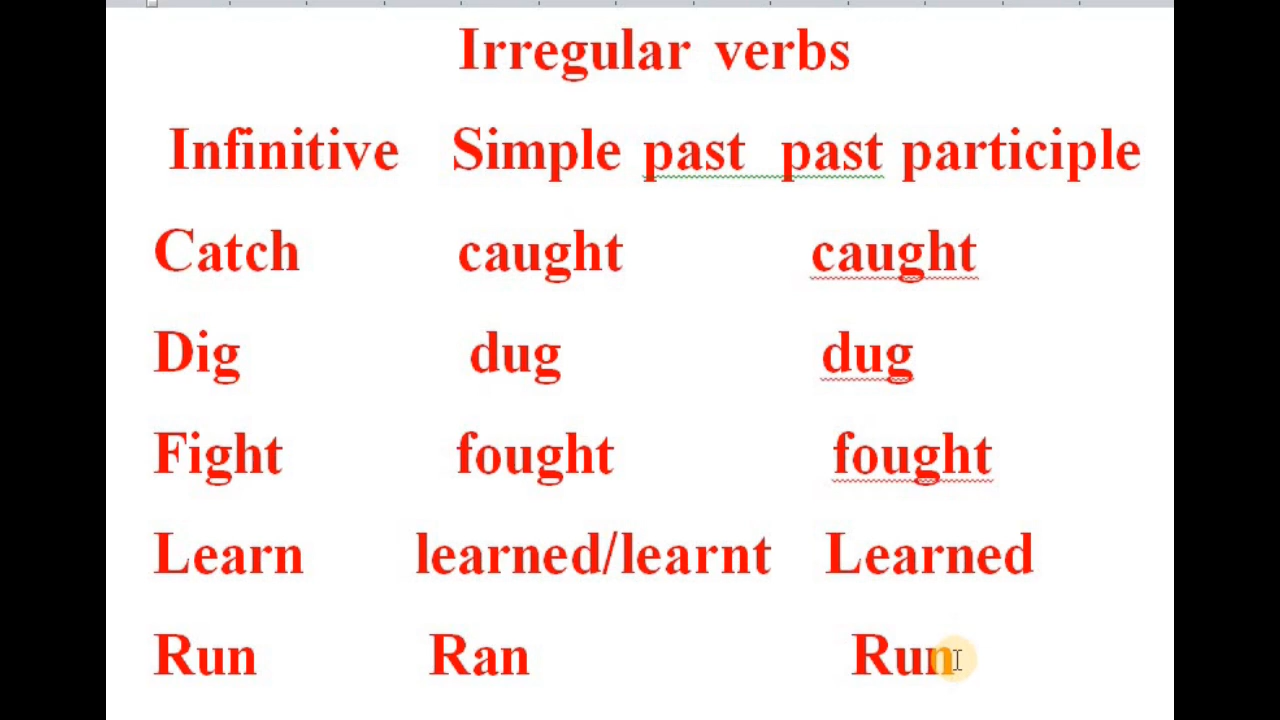 Irregular verbs
Infinitive Simple past past participle
Catch caught caught
Dig dug dug
Fight fought fought
Learn learned/learnt Learned
Run Ran Run